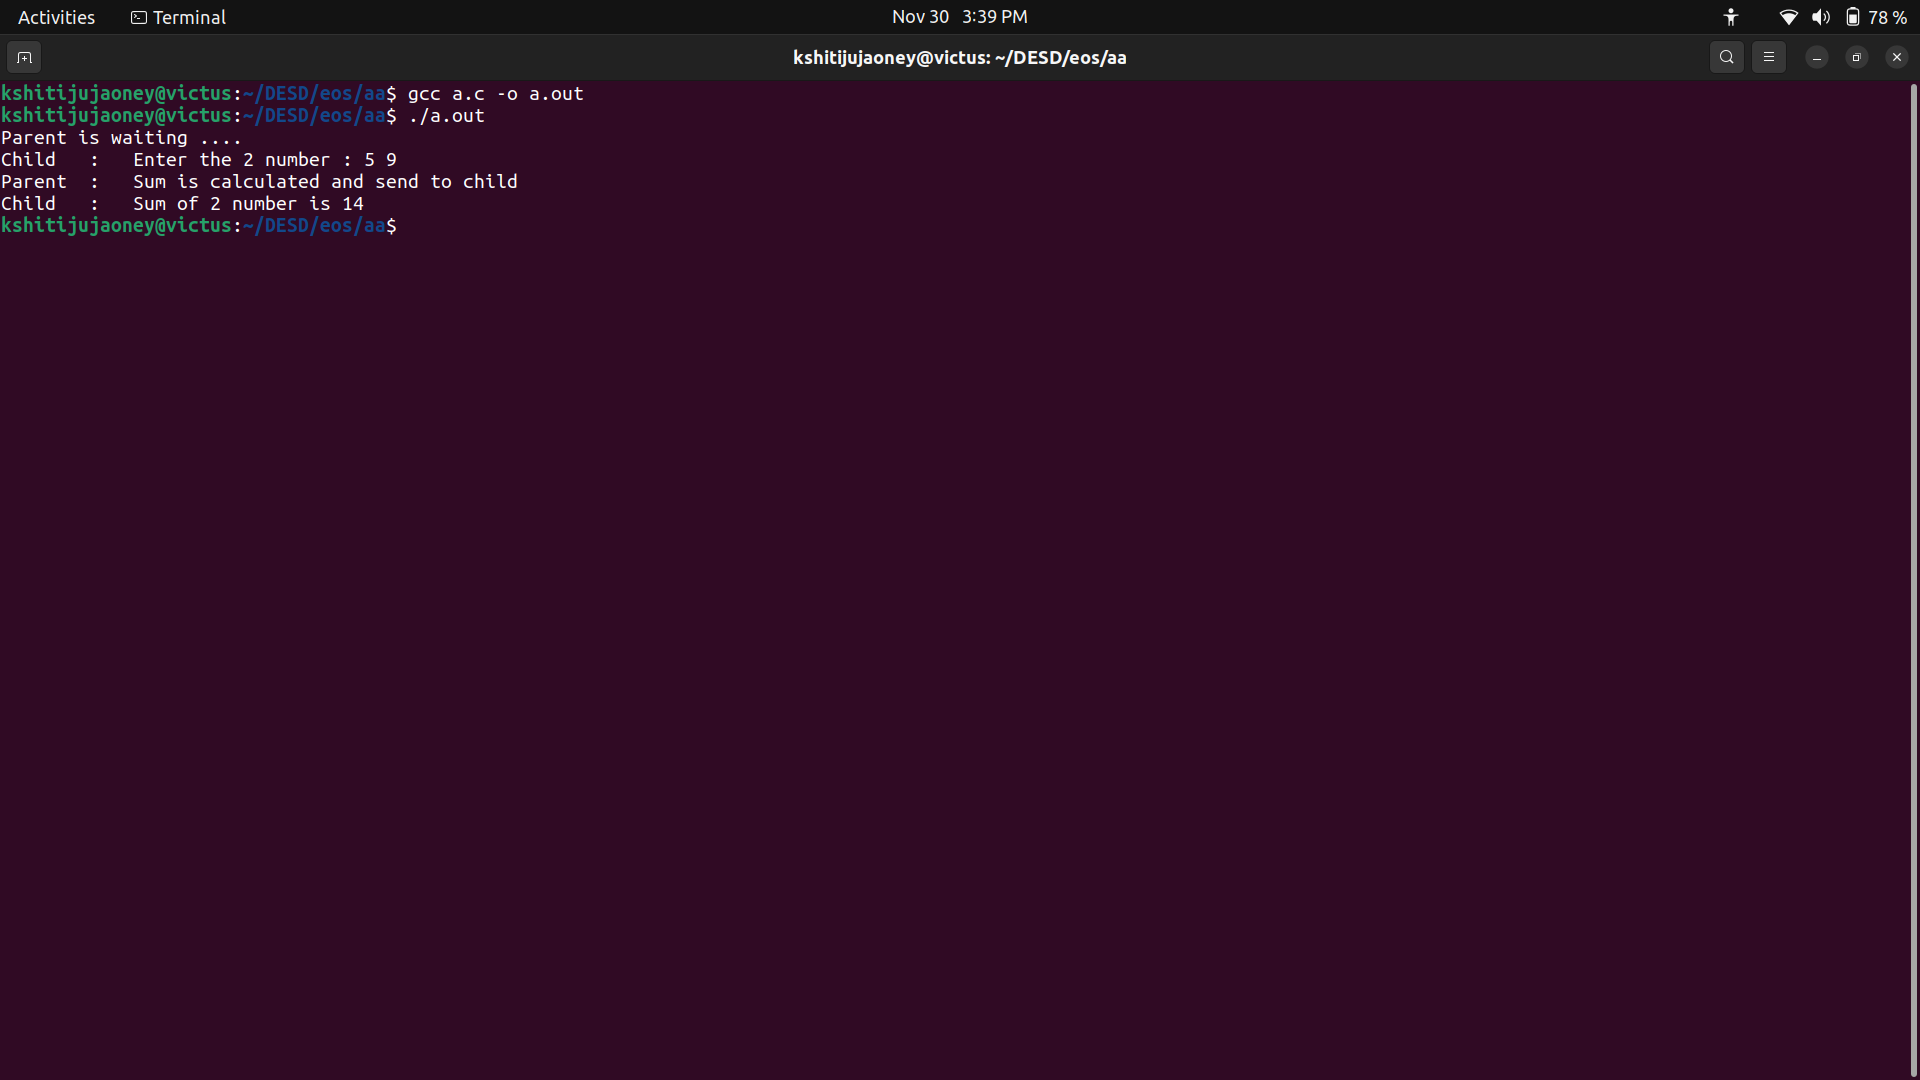 Activities Terminal Nov 30 3:39 PM 78 %
kshitijujaoney@victus: ~/DESD/eos/aa
kshitijujaoney@victus:~/DESD/eos/aa$ gcc a.c -o a.out
kshitijujaoney@victus:~/DESD/eos/aa$ ./a.out
Parent is waiting ....
Child   :   Enter the 2 number : 5 9
Parent  :   Sum is calculated and send to child
Child   :   Sum of 2 number is 14
kshitijujaoney@victus:~/DESD/eos/aa$